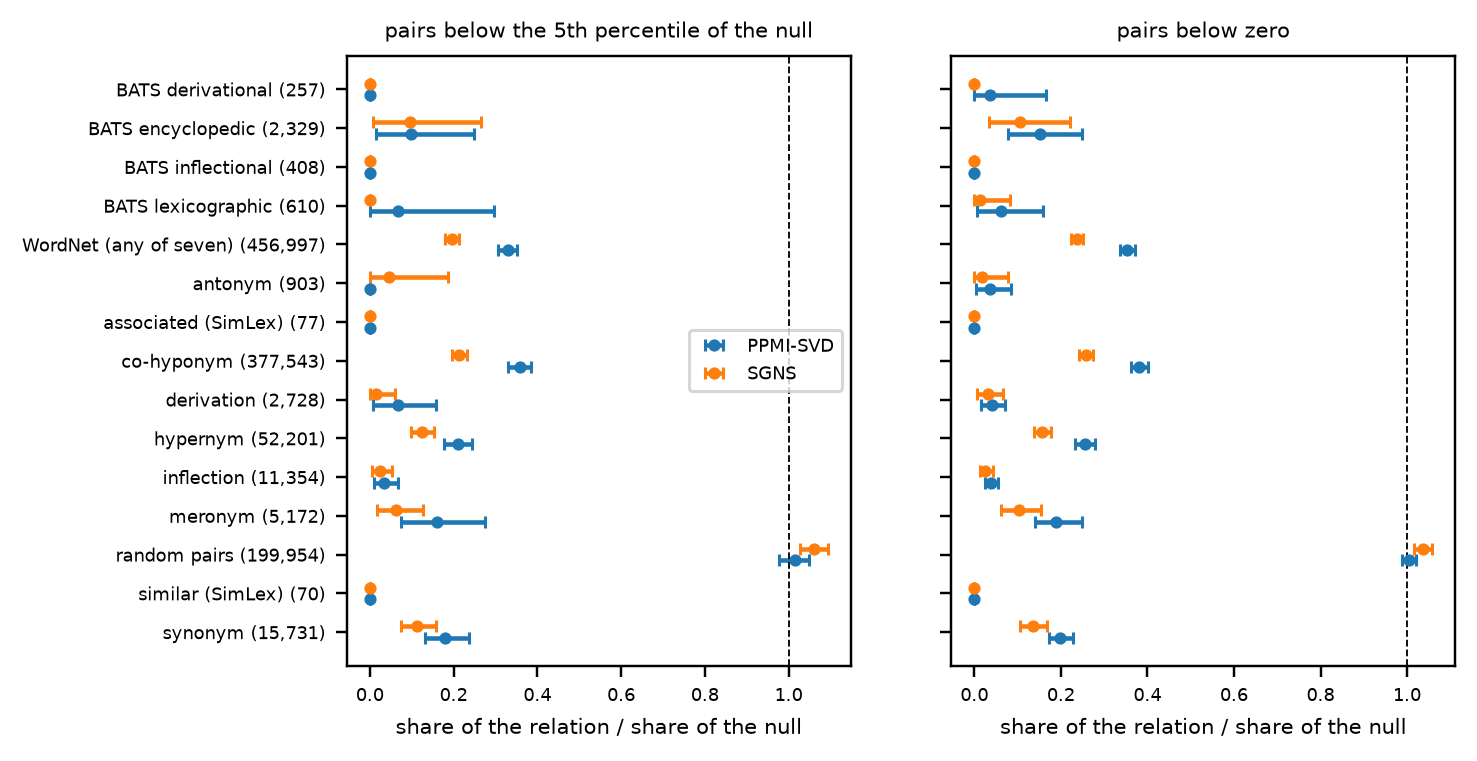 pairs below the 5th percentile of the null
pairs below zero
BATS derivational (257)
BATS encyclopedic (2,329)
BATS inflectional (408)
BATS lexicographic (610)
WordNet (any of seven) (456,997)
antonym (903)
associated (SimLex) (77)
co-hyponym (377,543)
derivation (2,728)
hypernym (52,201)
inflection (11,354)
meronym (5,172)
random pairs (199,954)
similar (SimLex) (70)
synonym (15,731)
PPMI-SVD
SGNS
0.0 0.2 0.4 0.6 0.8 1.0
0.0 0.2 0.4 0.6 0.8 1.0
share of the relation / share of the null
share of the relation / share of the null